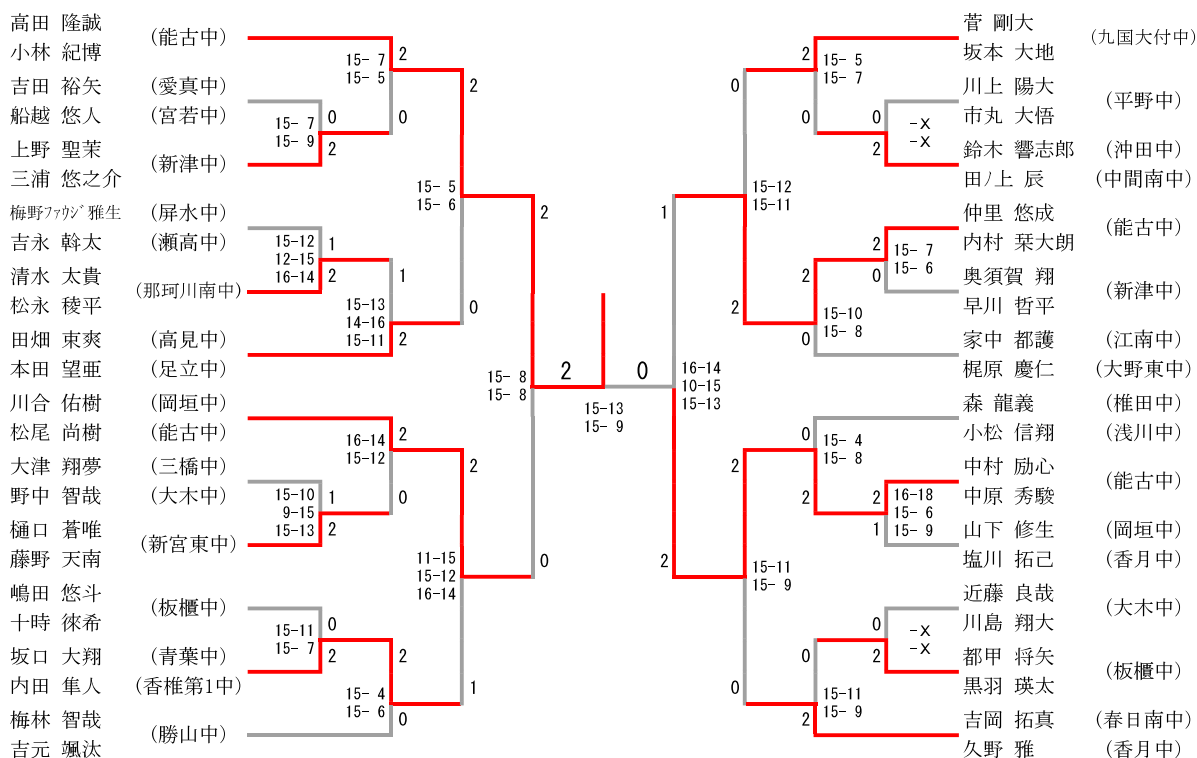 高田 隆誠 (能古中)
小林 紀博
吉田 裕矢 (愛真中)
船越 悠人 (宮若中)
上野 聖茉 (新津中)
三浦 悠之介
梅野ファウジ雅生 (屏水中)
吉永 幹太 (瀬高中)
清水 太貴 (那珂川南中)
松永 稜平
田畑 束爽 (高見中)
本田 望亜 (足立中)
川合 佑樹 (岡垣中)
松尾 尚樹 (能古中)
大津 翔夢 (三橋中)
野中 智哉 (大木中)
樋口 蒼唯 (新宮東中)
藤野 天南
嶋田 悠斗 (板櫃中)
十時 徠希
坂口 大翔 (青葉中)
内田 隼人 (香椎第1中)
梅林 智哉 (勝山中)
吉元 颯汰
15- 7
15- 5
2
0
15- 7
15- 9
0
2
2
15- 5
15- 6
15-12
12-15
16-14
1
2
15-13
14-16
15-11
1
2
0
2
15- 8
15- 8
16-14
15-12
2
0
15-10
9-15
15-13
1
2
2
11-15
15-12
16-14
0
15-11
15- 7
0
2
15- 4
15- 6
2
0
1
2
0
15-13
15- 9
菅 剛大 (九国大付中)
坂本 大地
川上 陽大 (平野中)
市丸 大悟
鈴木 響志郎 (沖田中)
田ノ上 辰 (中間南中)
仲里 悠成 (能古中)
内村 栞大朗
奥須賀 翔 (新津中)
早川 哲平
家中 都護 (江南中)
梶原 慶仁 (大野東中)
森 龍義 (椎田中)
小松 信翔 (浅川中)
中村 励心 (能古中)
中原 秀駿
山下 修生 (岡垣中)
塩川 拓己 (香月中)
近藤 良哉 (大木中)
川島 翔大
都甲 将矢 (板櫃中)
黒羽 瑛太
吉岡 拓真 (春日南中)
久野 雅 (香月中)
2
0
15- 5
15- 7
0
0
2
-X
-X
15-12
15-11
1
2
0
15- 7
15- 6
2
2
0
15-10
15- 8
16-14
10-15
15-13
0
2
15- 4
15- 8
2
2
1
16-18
15- 6
15- 9
2
15-11
15- 9
0
2
-X
-X
0
0
2
15-11
15- 9